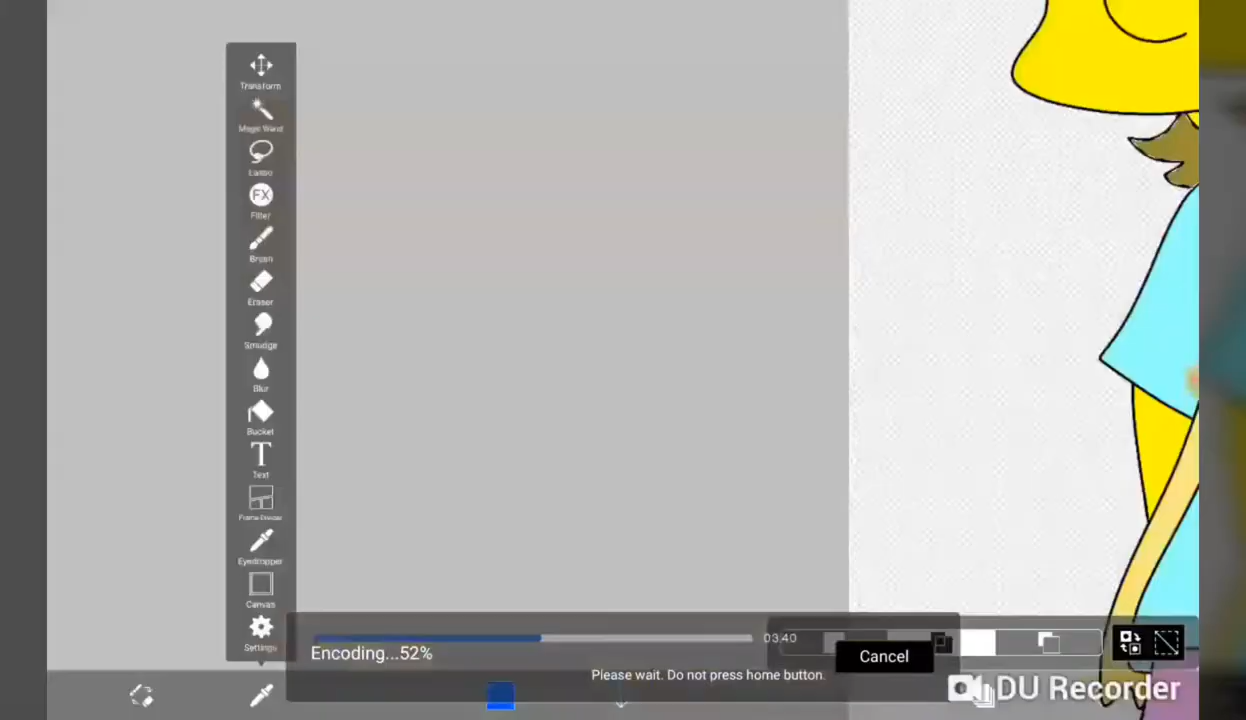 Transform
Magic Wand
Lasso
FX
Filter
Brush
Eraser
Smudge
Blur
Bucket
T
Text
Frame Divider
Eyedropper
Canvas
Settings
03:40
Encoding...52%
Cancel
Please wait. Do not press home button.
DU Recorder